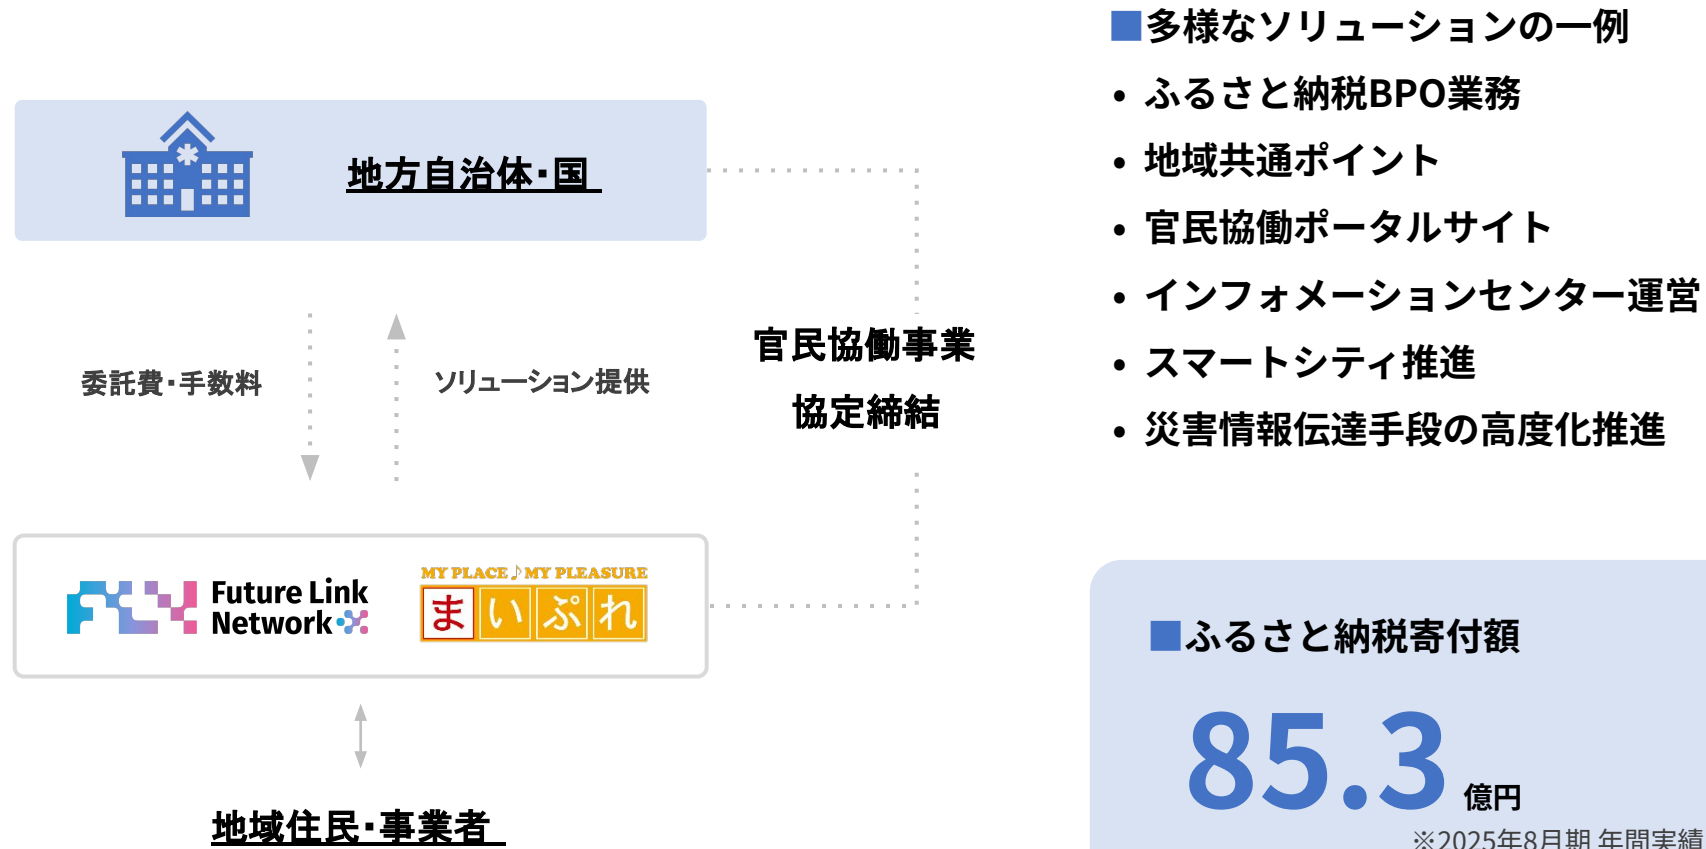 地方自治体・国
委託費・手数料
ソリューション提供
官民協働事業
協定締結
Future Link
Network
MY PLACE♪MY PLEASURE
まいぷれ
地域住民・事業者
■多様なソリューションの一例
• ふるさと納税BPO業務
• 地域共通ポイント
• 官民協働ポータルサイト
• インフォメーションセンター運営
• スマートシティ推進
• 災害情報伝達手段の高度化推進
■ふるさと納税寄付額
85.3億円
※2025年8月期 年間実績